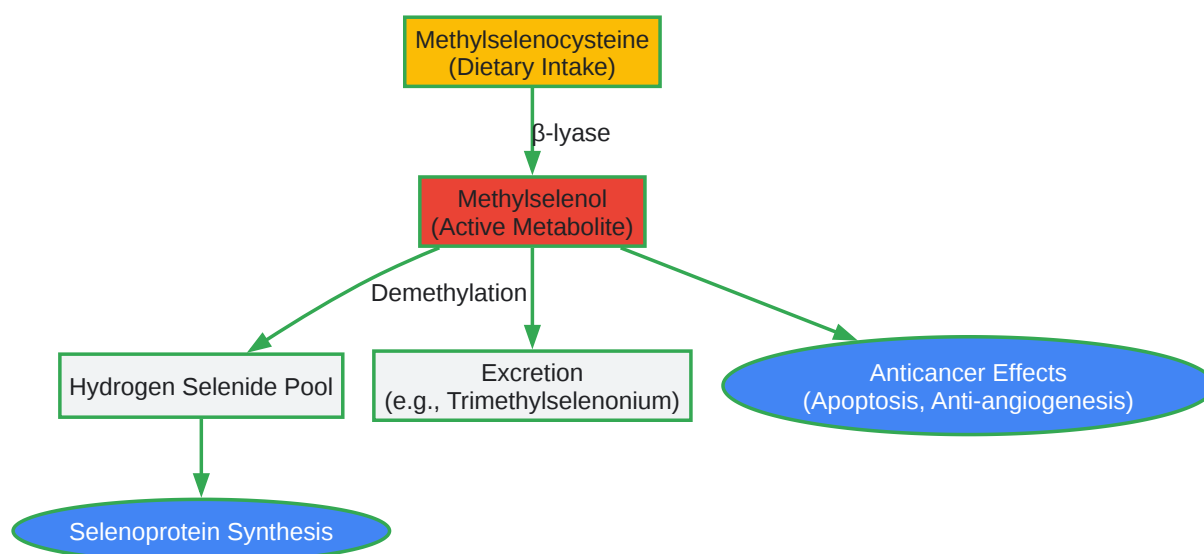 Methylselenocysteine
(Dietary Intake)
β-lyase
Methylselenol
(Active Metabolite)
Demethylation
Hydrogen Selenide Pool
Excretion
(e.g., Trimethylselenonium)
Anticancer Effects
(Apoptosis, Anti-angiogenesis)
Selenoprotein Synthesis